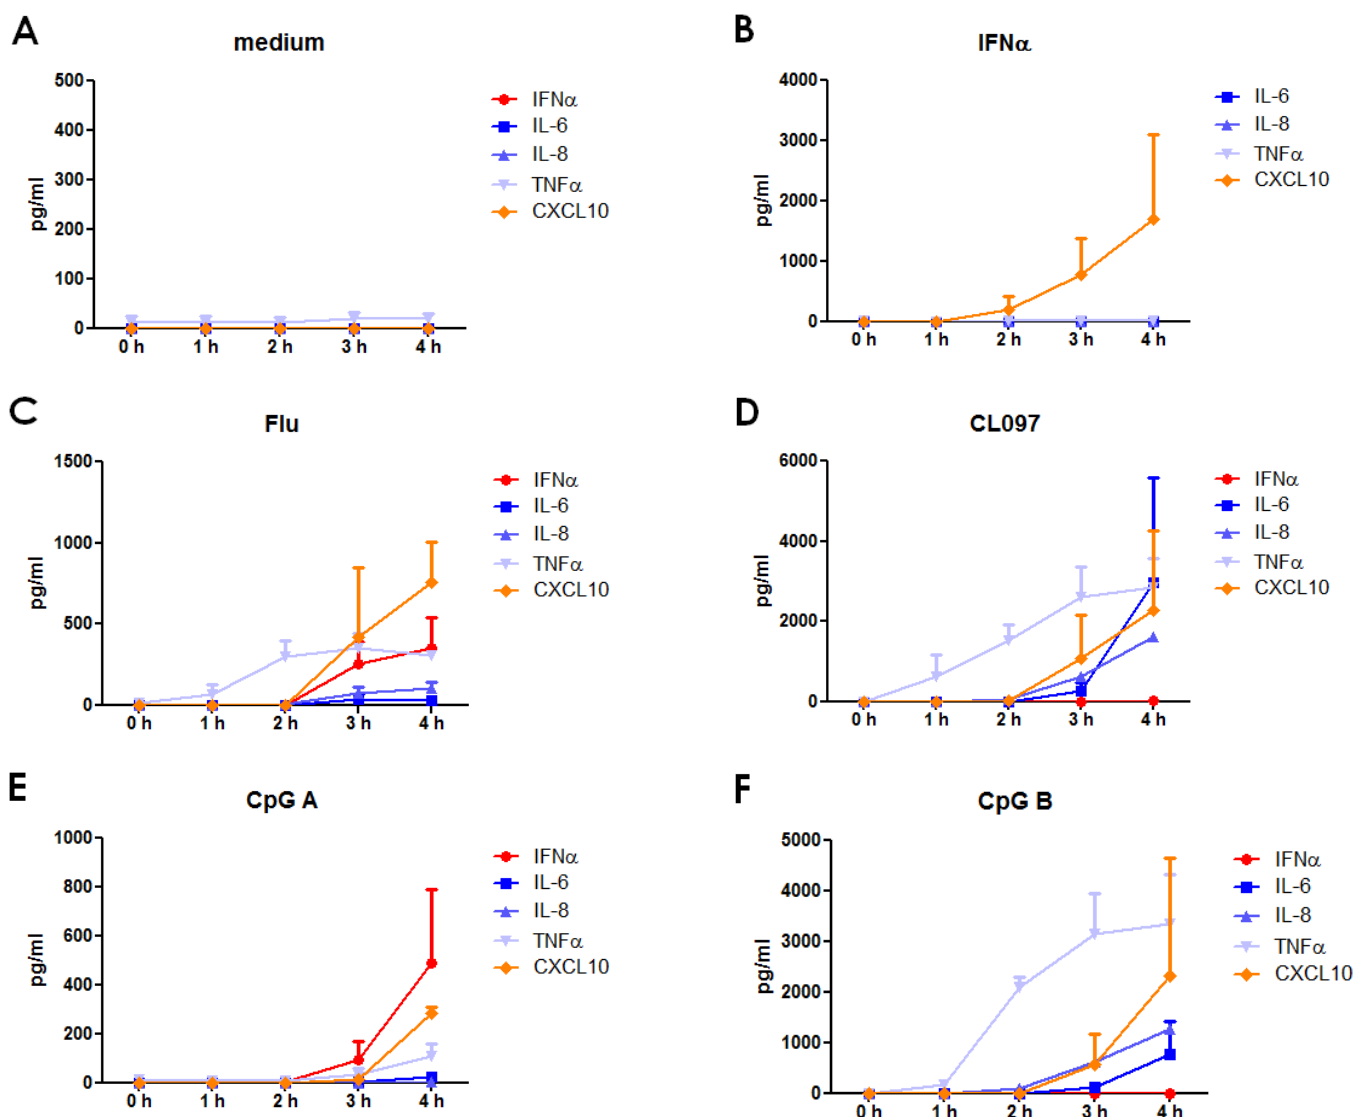 A
medium
500
400
300
200
100
0
pg/ml
0 h 1 h 2 h 3 h 4 h
IFNα
IL-6
IL-8
TNFα
CXCL10
B
IFNα
4000
3000
2000
1000
0
pg/ml
0 h 1 h 2 h 3 h 4 h
IL-6
IL-8
TNFα
CXCL10
C
Flu
1500
1000
500
0
pg/ml
0 h 1 h 2 h 3 h 4 h
IFNα
IL-6
IL-8
TNFα
CXCL10
D
CL097
6000
4000
2000
0
pg/ml
0 h 1 h 2 h 3 h 4 h
IFNα
IL-6
IL-8
TNFα
CXCL10
E
CpG A
1000
800
600
400
200
0
pg/ml
0 h 1 h 2 h 3 h 4 h
IFNα
IL-6
IL-8
TNFα
CXCL10
F
CpG B
5000
4000
3000
2000
1000
0
pg/ml
0 h 1 h 2 h 3 h 4 h
IFNα
IL-6
IL-8
TNFα
CXCL10